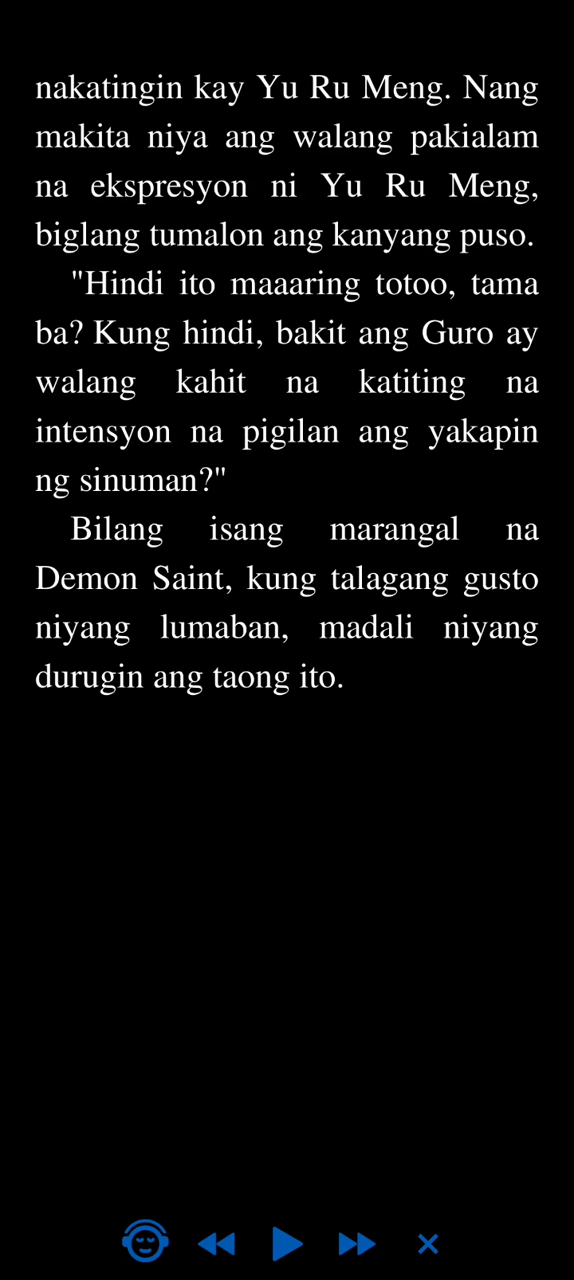 nakatingin kay Yu Ru Meng. Nang
makita niya ang walang pakialam
na ekspresyon ni Yu Ru Meng,
biglang tumalon ang kanyang puso.
"Hindi ito maaaring totoo, tama
ba? Kung hindi, bakit ang Guro ay
walang kahit na katiting na
intensyon na pigilan ang yakapin
ng sinuman?"
Bilang isang marangal na
Demon Saint, kung talagang gusto
niyang lumaban, madali niyang
durugin ang taong ito.